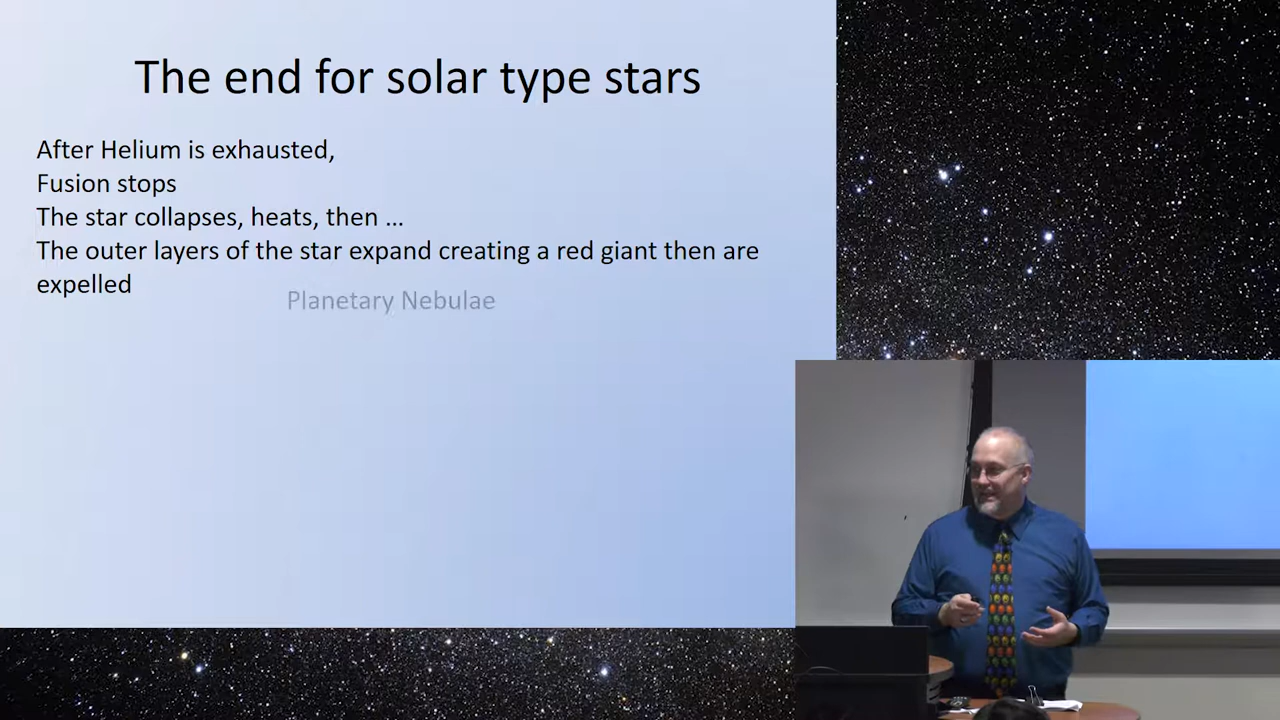 The end for solar type stars
After Helium is exhausted,
Fusion stops
The star collapses, heats, then ...
The outer layers of the star expand creating a red giant then are
expelled
Planetary Nebulae